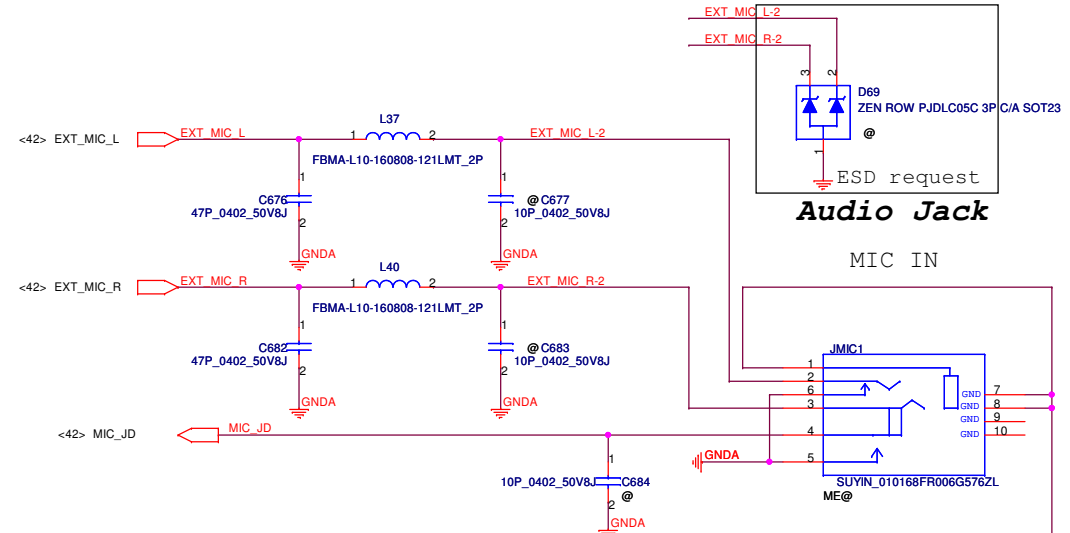 EXT_MIC_L-2
EXT_MIC_R-2
3
2
D69
ZEN ROW PJDLC05C 3P C/A SOT23
@
1
ESD request
Audio Jack
MIC IN
<42> EXT_MIC_L
EXT_MIC_L
1
L37
2
EXT_MIC_L-2
FBMA-L10-160808-121LMT_2P
1
C676
47P_0402_50V8J
2
GNDA
1
@ C677
10P_0402_50V8J
2
GNDA
<42> EXT_MIC_R
EXT_MIC_R
1
L40
2
EXT_MIC_R-2
FBMA-L10-160808-121LMT_2P
1
C682
47P_0402_50V8J
2
GNDA
1
@ C683
10P_0402_50V8J
2
GNDA
<42> MIC_JD
MIC_JD
1
10P_0402_50V8J C684
@
2
GNDA
GNDA
JMIC1
1
2
6
3
4
5
GND 7
GND 8
GND 9
GND 10
SUYIN_010168FR006G576ZL
ME@